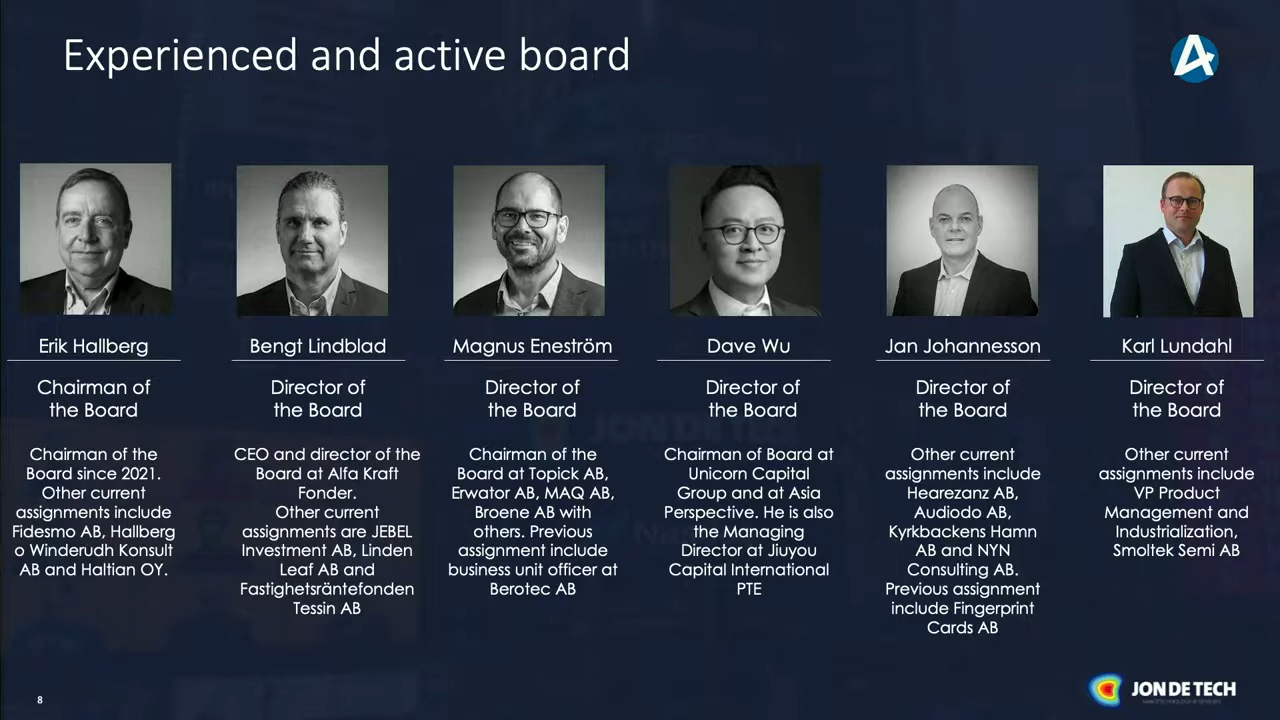 Experienced and active board
Erik Hallberg
Chairman of
the Board
Chairman of the
Board since 2021.
Other current
assignments include
Fidesmo AB, Hallberg
o Winderudh Konsult
AB and Haltian OY.
Bengt Lindblad
Director of
the Board
CEO and director of the
Board at Alfa Kraft
Fonder.
Other current
assignments are JEBEL
Investment AB, Linden
Leaf AB and
Fastighetsräntefonden
Tessin AB
Magnus Eneström
Director of
the Board
Chairman of the
Board at Topick AB,
Erwator AB, MAQ AB,
Broene AB with
others. Previous
assignment include
business unit officer at
Berotec AB
Dave Wu
Director of
the Board
Chairman of Board at
Unicorn Capital
Group and at Asia
Perspective. He is also
the Managing
Director at Jiuyou
Capital International
PTE
Jan Johannesson
Director of
the Board
Other current
assignments include
Hearezanz AB,
Audiodo AB,
Kyrkbackens Hamn
AB and NYN
Consulting AB.
Previous assignment
include Fingerprint
Cards AB
Karl Lundahl
Director of
the Board
Other current
assignments include
VP Product
Management and
Industrialization,
Smoltek Semi AB
8
JONDETECH